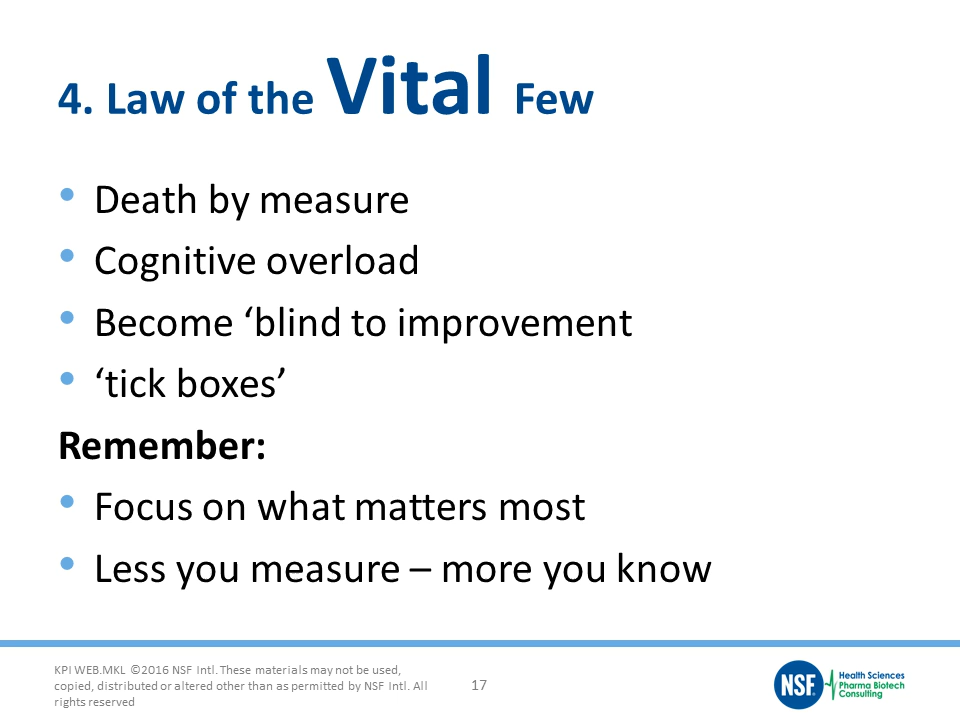 4. Law of the Vital Few
• Death by measure
• Cognitive overload
• Become ‘blind to improvement
• ‘tick boxes’
Remember:
• Focus on what matters most
• Less you measure – more you know
KPI WEB.MKL ©2016 NSF Intl. These materials may not be used,
copied, distributed or altered other than as permitted by NSF Intl. All
rights reserved
17
NSF
Health Sciences
Pharma Biotech
Consulting